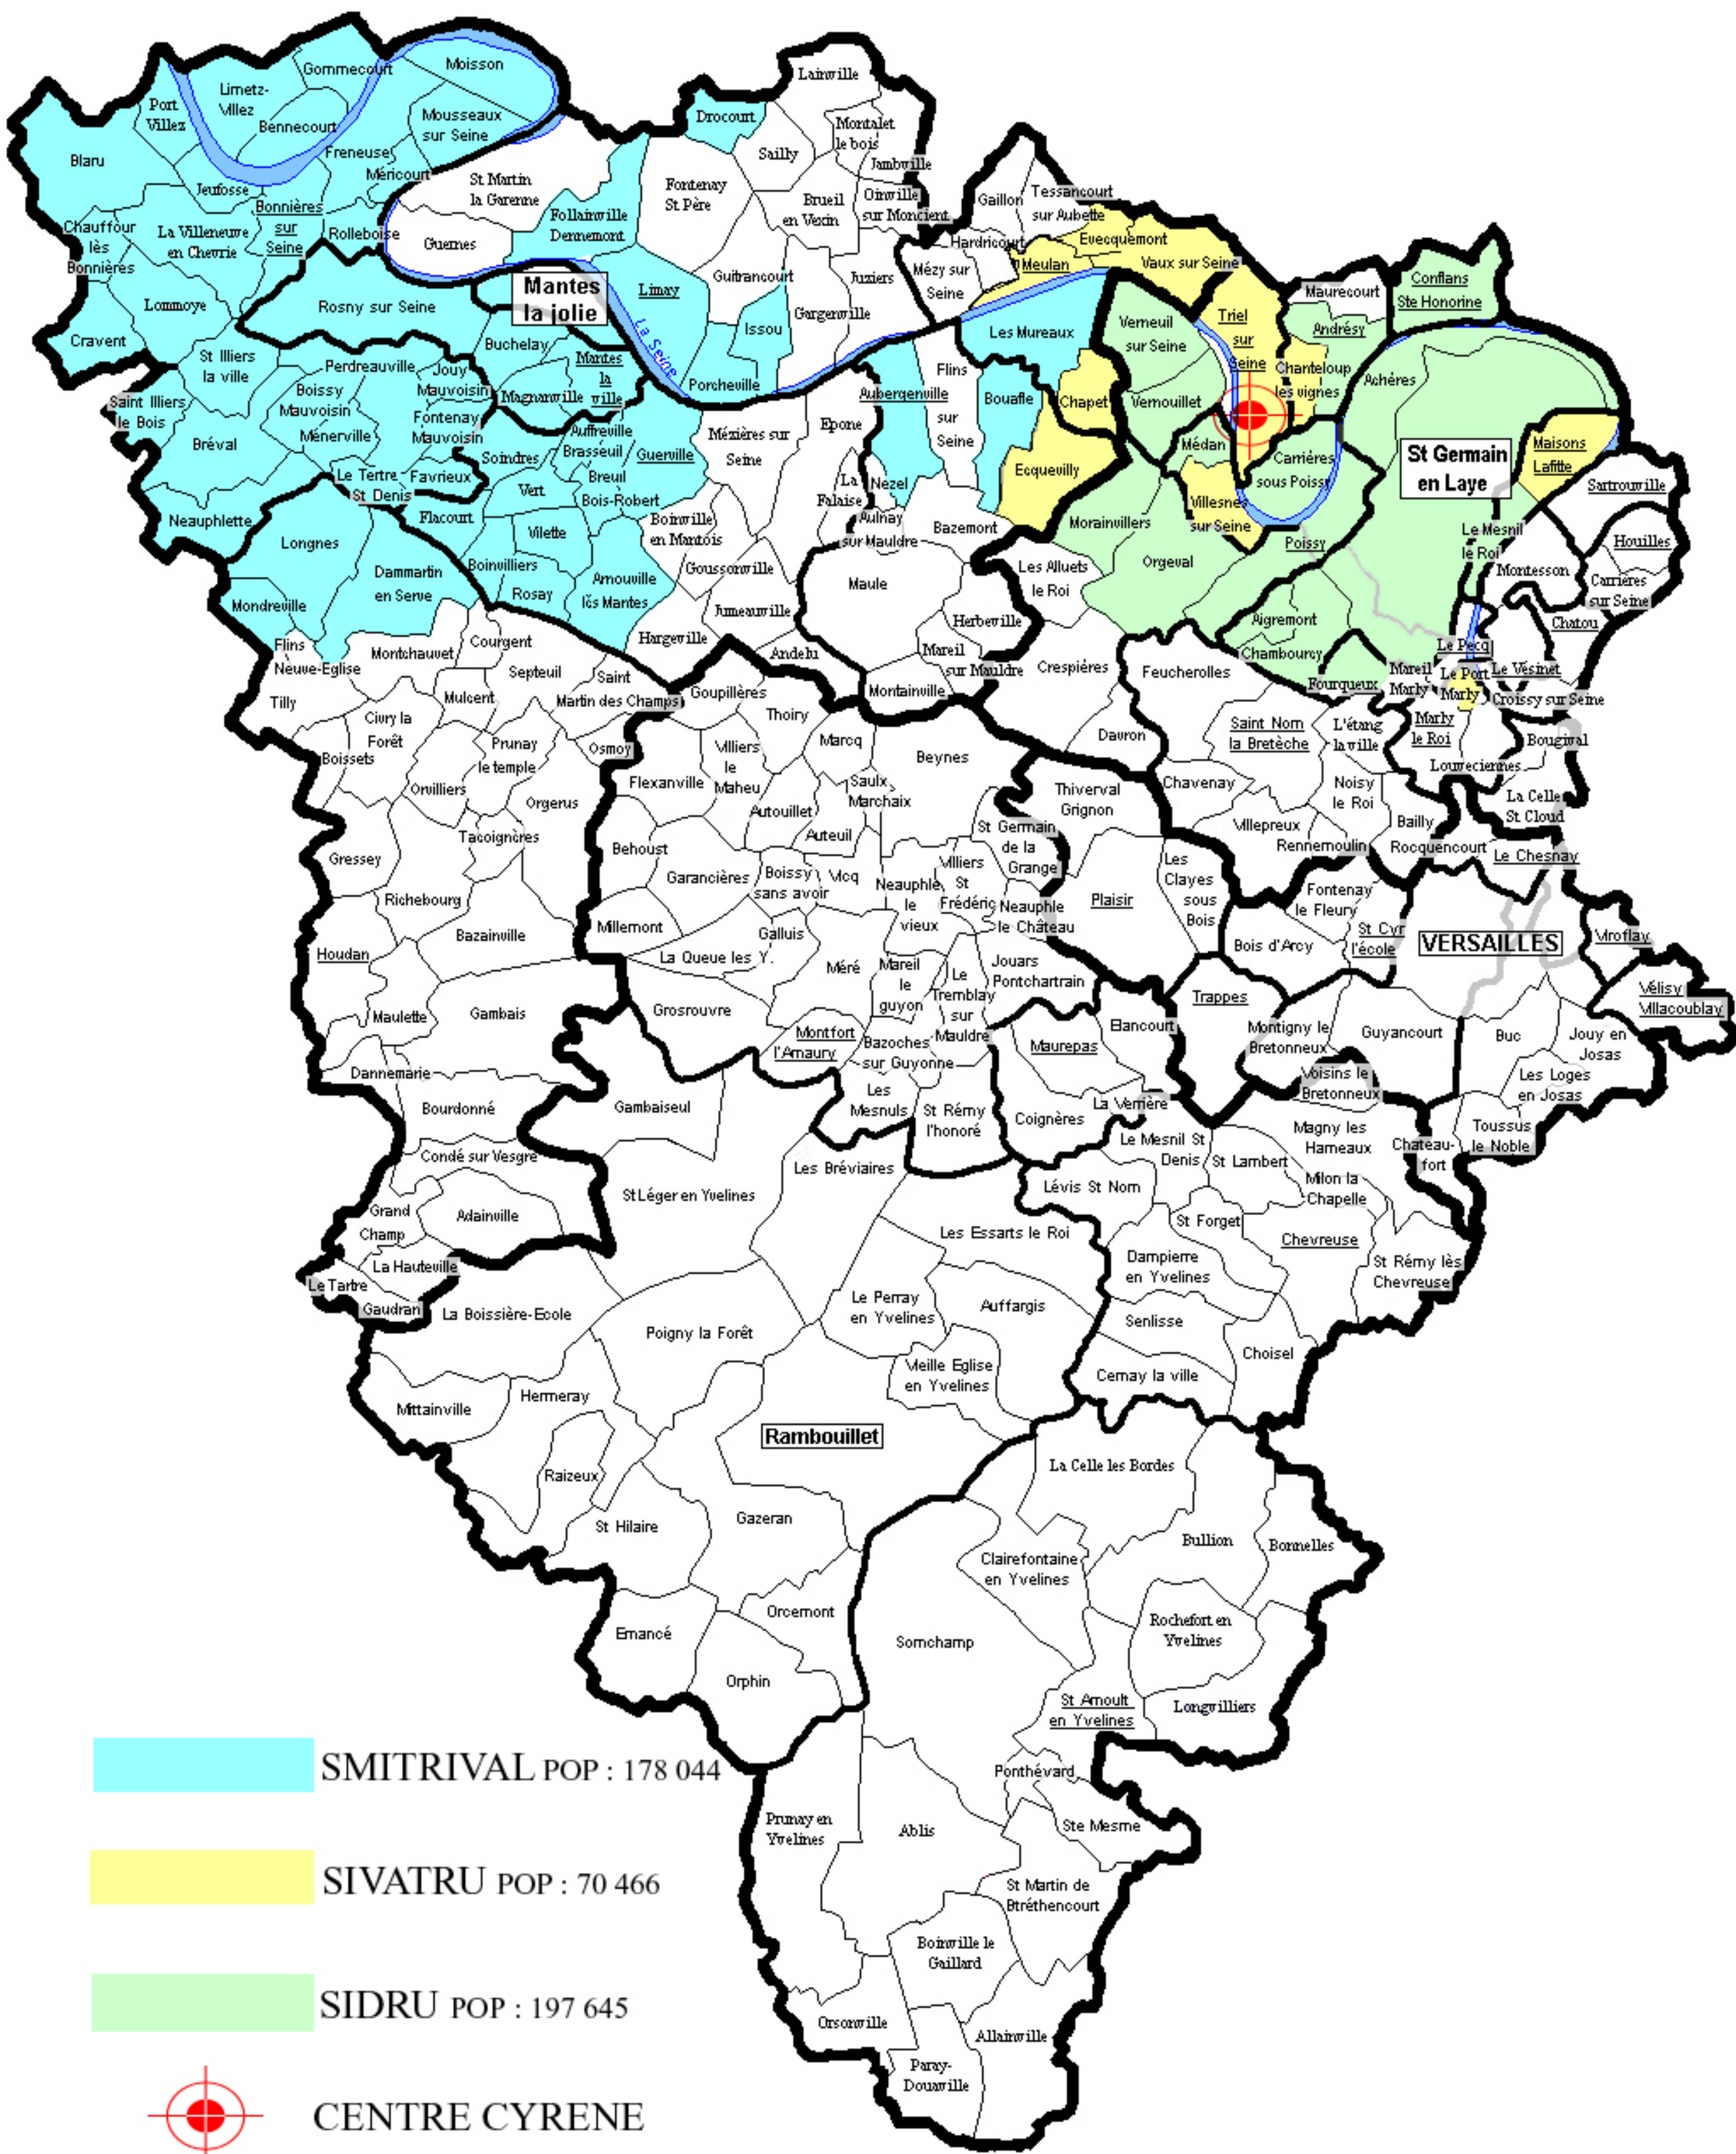 Lainville
Gommecourt
Moisson
Limetz-
Villez
Port
Villez
Bennecourt
Mousseaux
sur Seine
Drocourt
Montalet
le bois
Sailly
Jambville
Blaru
Freneuse
Méricourt
Jeufosse
St Martin
la Garenne
Fontenay
St Père
Brueil
en Vexin
Oinville
sur Moncient
Gaillon
Tessancourt
sur Aubette
Chauffour
lès
Bonnières
La Villeneuve
en Chevrie
Bonnières
sur
Seine
Rolleboise
Guernes
Follainville
Dennemont
Hardricourt
Evecquemont
Meulan
Vaux sur Seine
Mézy sur
Seine
Guitrancourt
Juziers
Limay
Mantes
la jolie
Lommoye
Rosny sur Seine
La Seine
Issou
Gargenville
Maurecourt
Conflans
Ste Honorine
Andrésy
Triel
sur
Seine
Verneuil
sur Seine
Les Mureaux
Cravent
St Illiers
la ville
Buchelay
Mantes
la
ville
Perdreauville
Jouy
Mauvoisin
Magnanville
Porcheville
Flins
sur
Seine
Aubergenville
Bouafle
Chapet
Vernouillet
Chanteloup
les vignes
Achères
Saint Illiers
le Bois
Boissy
Mauvoisin
Ménerville
Fontenay
Mauvoisin
Bréval
Auffreville
Brasseuil
Guerville
Soindres
Breuil
Bois-Robert
Mézières sur
Seine
Epone
Médan
Carrières
sous Poissy
St Germain
en Laye
Maisons
Lafitte
Sartrouville
Le Tertre
St Denis
Favrieux
Vert
La
Falaise
Nezel
Ecquevilly
Villesnes
sur Seine
Neauphlette
Flacourt
Vilette
Boinville
en Mantois
Aulnay
sur Mauldre
Bazemont
Morainvilliers
Poissy
Le Mesnil
le Roi
Houilles
Longnes
Boinvilliers
Dammartin
en Serve
Rosay
Arnouville
lès Mantes
Goussonville
Maule
Les Alluets
le Roi
Orgeval
Montesson
Carrières
sur Seine
Mondreville
Jumeauville
Herbeville
Aigremont
Chatou
Flins
Neuve-Eglise
Montchauvet
Courgent
Hargeville
Andelu
Mareil
sur Mauldre
Crespières
Feucherolles
Chambourcy
Le Pecq
Tilly
Mulcent
Septeuil
Saint
Martin des Champs
Goupillères
Montainville
Fourqueux
Mareil
Marly
Le Port
Marly
Le Vésinet
Croissy sur Seine
Civry la
Forêt
Prunay
le temple
Osmoy
Thoiry
Marcq
Davron
Saint Nom
la Bretèche
L'étang
la ville
Marly
le Roi
Bougival
Boissets
Orvilliers
Orgerus
Flexanville
Villiers
le
Maheu
Saulx
Marchaix
Beynes
Thiverval
Grignon
Chavenay
Noisy
le Roi
Louveciennes
La Celle
St Cloud
Autouillet
Auteuil
Tacoignères
Villepreux
Rennemoulin
Bailly
Rocquencourt
Le Chesnay
Gressey
Behoust
Garancières
Boissy
sans avoir
Vicq
St Germain
de la
Grange
Villiers
St
Frédéric
Les
Clayes
sous
Bois
Plaisir
Fontenay
le Fleury
Richebourg
Neauphle
le
vieux
Neauphle
le Château
Bazainville
Millemont
Galluis
Houdan
La Queue les Y.
Méré
Mareil
le
guyon
Le
Tremblay
sur
Mauldre
Jouars
Pontchartrain
Bois d'Arcy
St Cyr
l'école
VERSAILLES
Viroflay
Vélisy
Villacoublay
Trappes
Maulette
Gambais
Grosrouvre
Montfort
l'Amaury
Bazoches
sur Guyonne
Maurepas
Elancourt
Montigny le
Bretonneux
Guyancourt
Buc
Jouy en
Josas
Dannemarie
Les
Mesnuls
St Rémy
l'honoré
Coignères
La Verrière
Voisins le
Bretonneux
Les Loges
en Josas
Bourdonné
Gambaiseul
Magny les
Hameaux
Chateau-
fort
Toussus
le Noble
Condé sur Vesgre
Les Bréviaires
Le Mesnil St
Denis
St Lambert
Milon la
Chapelle
Grand
Champ
Adainville
St Léger en Yvelines
Lévis St Nom
St Forget
Les Essarts le Roi
Chevreuse
La Hauteville
Le Tartre
Gaudran
Dampierre
en Yvelines
St Rémy lès
Chevreuse
La Boissière-Ecole
Poigny la Forêt
Le Perray
en Yvelines
Auffargis
Senlisse
Choisel
Mittainville
Hermeray
Vieille Eglise
en Yvelines
Cernay la ville
Rambouillet
Raizeux
La Celle les Bordes
St Hilaire
Gazeran
Clairefontaine
en Yvelines
Bullion
Bonnelles
Emancé
Orcemont
Sornchamp
Rochefort en
Yvelines
Orphin
St Arnoult
en Yvelines
Longvilliers
SMITRIVAL POP : 178 044
Ponthévard
Prunay en
Yvelines
Ablis
Ste Mesme
SIVATRU POP : 70 466
St Martin de
Btréthencourt
Boinville le
Gaillard
SIDRU POP : 197 645
Orsonville
Allainville
Paray-
Douaville
CENTRE CYRENE